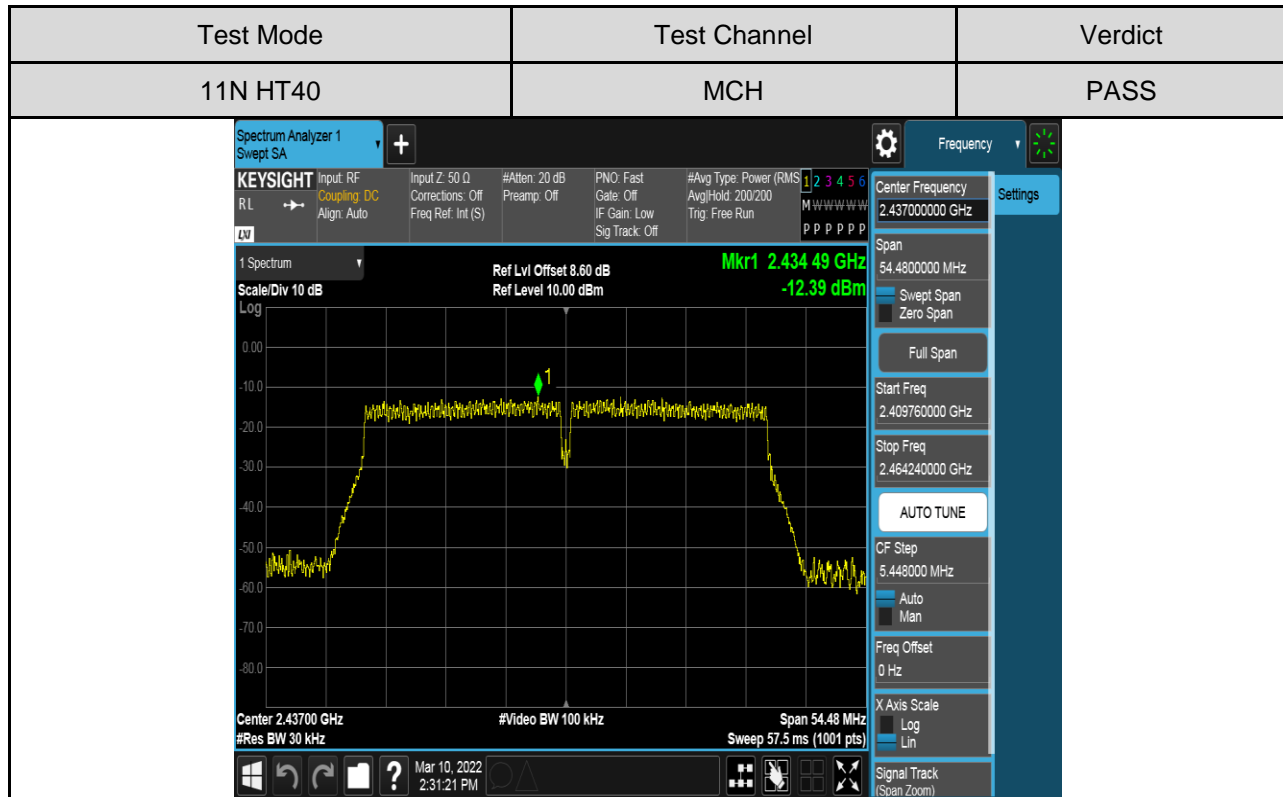 Test Mode Test Channel Verdict
11N HT40 MCH PASS
Spectrum Analyzer 1
Swept SA
+
Frequency
KEYSIGHT
RL
LXI
Input: RF
Coupling: DC
Align: Auto
Input Z: 50 Ω
Corrections: Off
Freq Ref: Int (S)
#Atten: 20 dB
Preamp: Off
PNO: Fast
Gate: Off
IF Gain: Low
Sig Track: Off
#Avg Type: Power (RMS
Avg|Hold: 200/200
Trig: Free Run
1 2 3 4 5 6
M W W W W W
P P P P P P
1 Spectrum
Scale/Div 10 dB
Log
Ref Lvl Offset 8.60 dB
Ref Level 10.00 dBm
Mkr1 2.434 49 GHz
-12.39 dBm
0.00
-10.0
-20.0
-30.0
-40.0
-50.0
-60.0
-70.0
-80.0
1
Center 2.43700 GHz
#Res BW 30 kHz
#Video BW 100 kHz
Span 54.48 MHz
Sweep 57.5 ms (1001 pts)
?
Mar 10, 2022
2:31:21 PM
Center Frequency
2.437000000 GHz
Span
54.4800000 MHz
Swept Span
Zero Span
Full Span
Start Freq
2.409760000 GHz
Stop Freq
2.464240000 GHz
AUTO TUNE
CF Step
5.448000 MHz
Auto
Man
Freq Offset
0 Hz
X Axis Scale
Log
Lin
Signal Track
(Span Zoom)
Settings